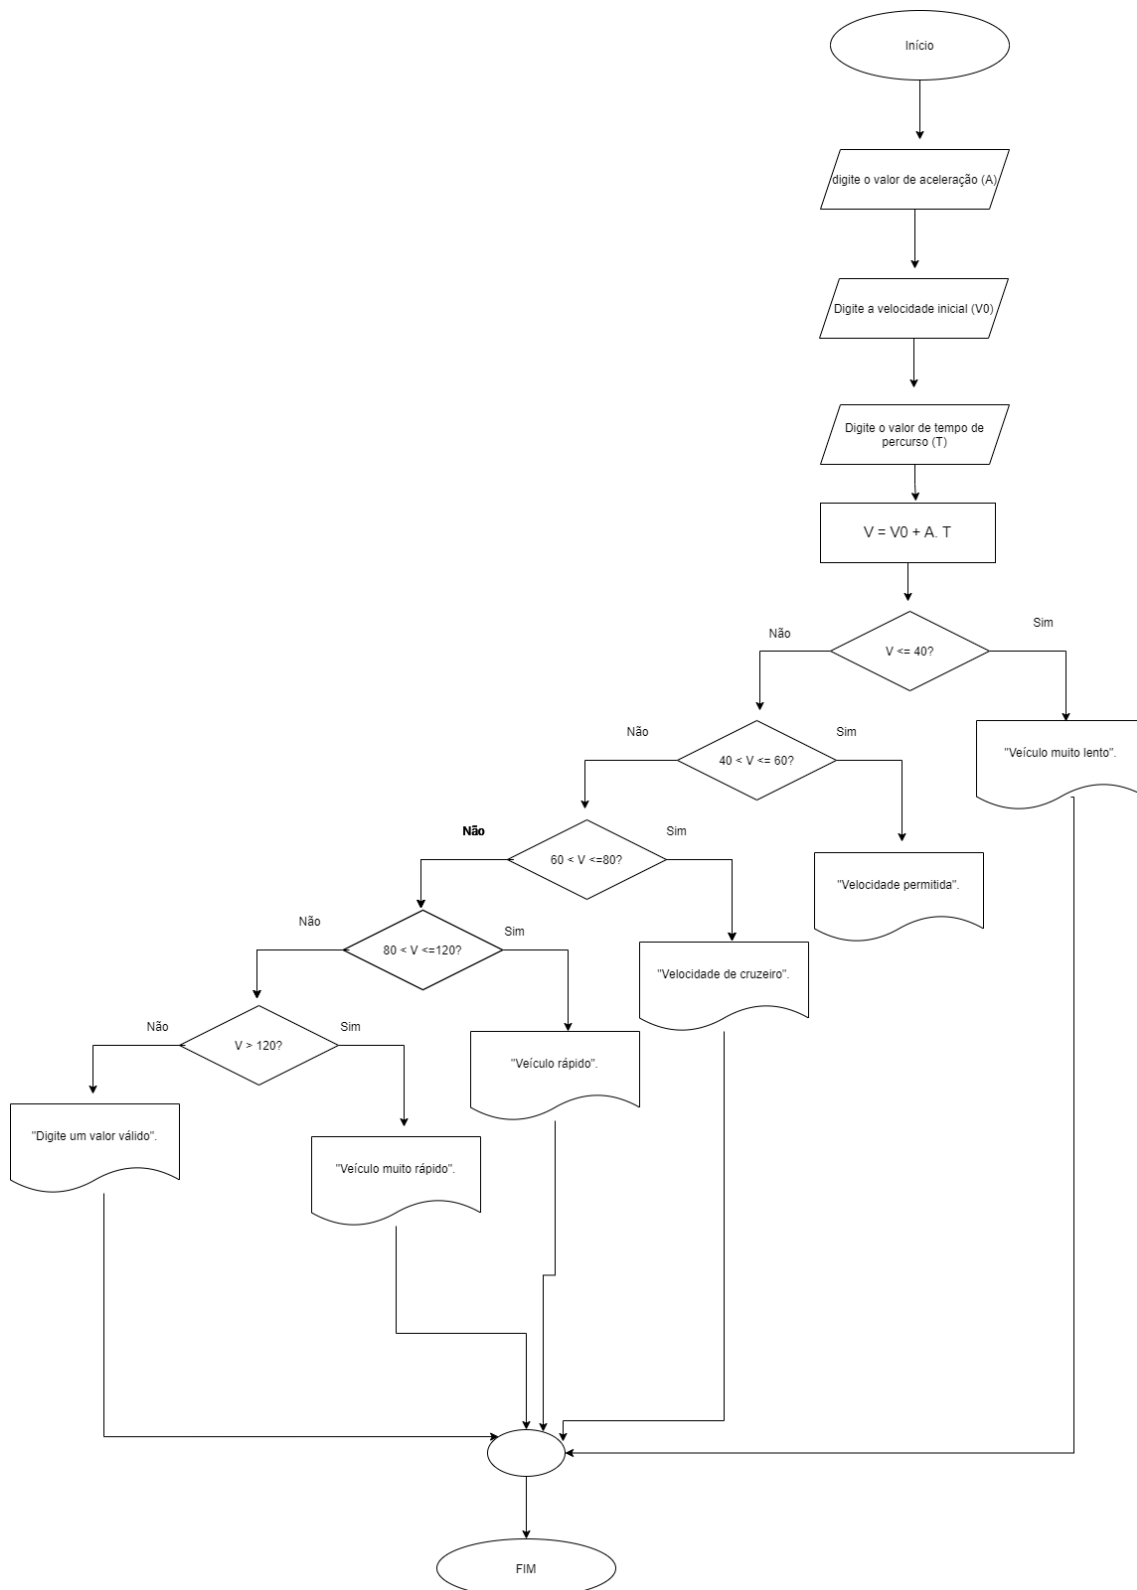 Início
digite o valor de aceleração (A)
Digite a velocidade inicial (V0)
Digite o valor de tempo de
percurso (T)
V = V0 + A. T
Não
Sim
V <= 40?
Não
Sim
40 < V <= 60?
"Veículo muito lento".
Não
Sim
60 < V <=80?
"Velocidade permitida".
Não
Sim
80 < V <=120?
"Velocidade de cruzeiro".
Não
Sim
V > 120?
"Veículo rápido".
"Digite um valor válido".
"Veículo muito rápido".
FIM